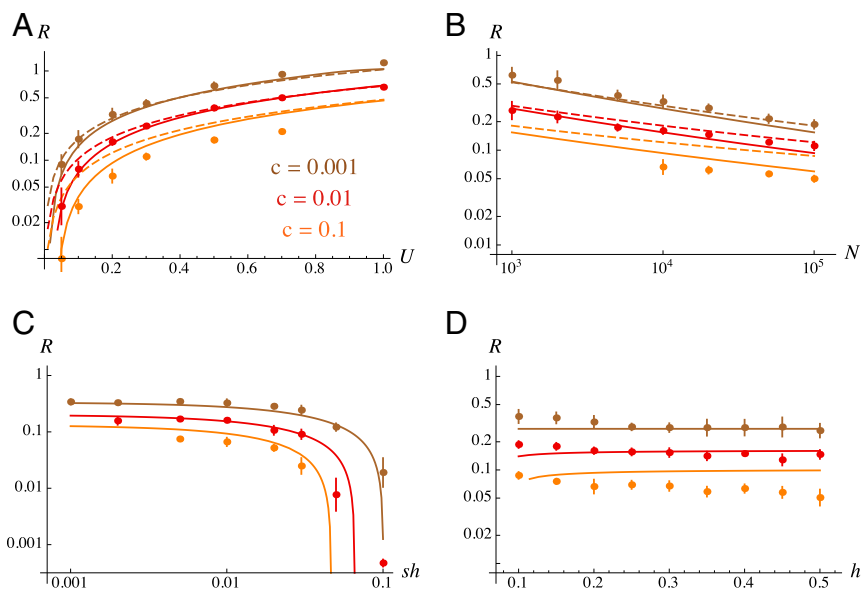 A
R
1
0.5
0.2
0.1
0.05
0.02
c = 0.001
c = 0.01
c = 0.1
0.2 0.4 0.6 0.8 1.0 U
B
R
1
0.5
0.2
0.1
0.05
0.02
0.01
10³ 10⁴ 10⁵ N
C
R
1
0.1
0.01
0.001
0.001 0.01 0.1 sh
D
R
1
0.5
0.2
0.1
0.05
0.02
0.1 0.2 0.3 0.4 0.5 h